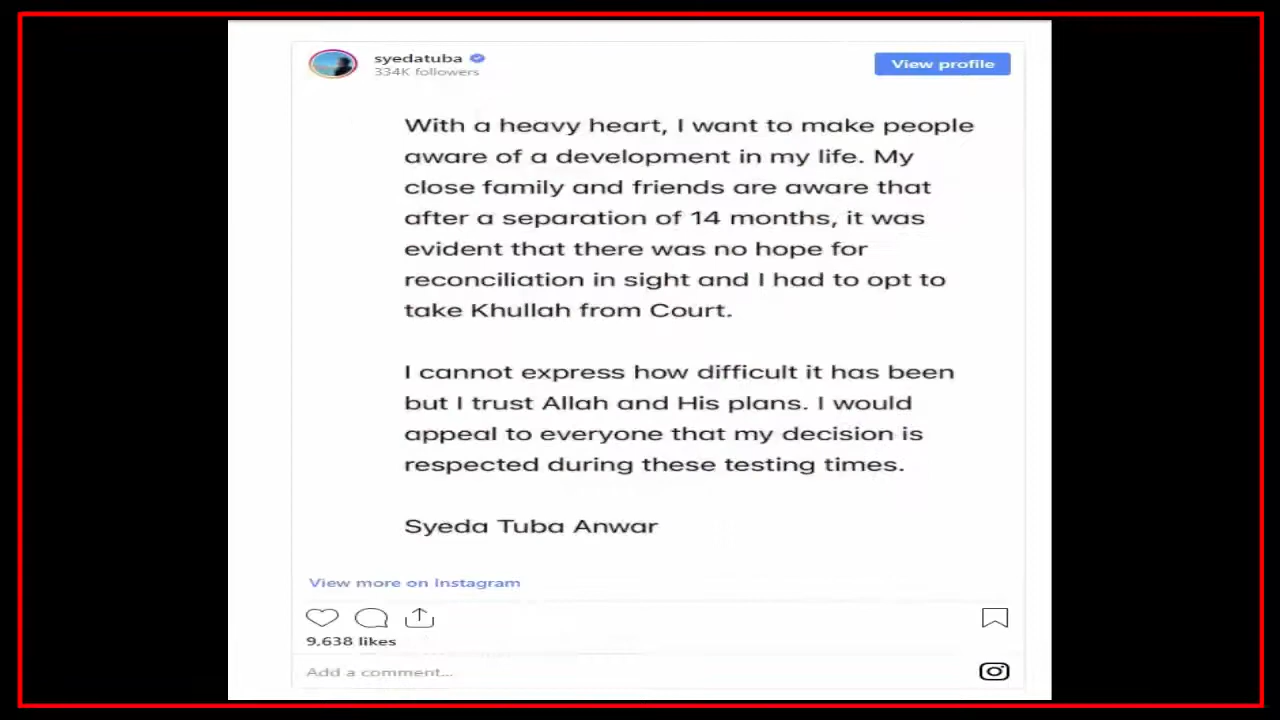 syedatuba
334K followers
View profile
With a heavy heart, I want to make people
aware of a development in my life. My
close family and friends are aware that
after a separation of 14 months, it was
evident that there was no hope for
reconciliation in sight and I had to opt to
take Khullah from Court.
I cannot express how difficult it has been
but I trust Allah and His plans. I would
appeal to everyone that my decision is
respected during these testing times.
Syeda Tuba Anwar
View more on Instagram
9,638 likes
Add a comment...